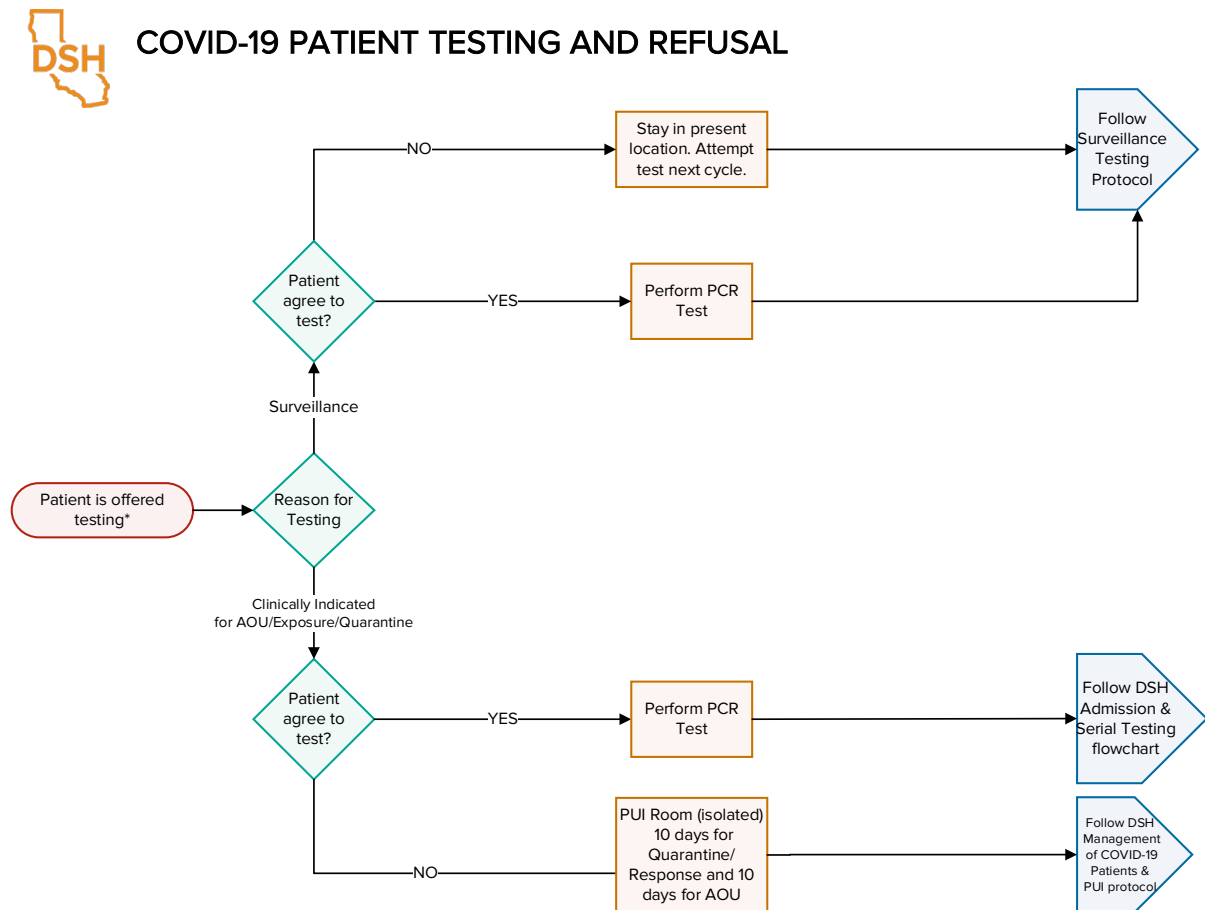 DSH
COVID-19 PATIENT TESTING AND REFUSAL
NO
Stay in present
location. Attempt
test next cycle.
Follow
Surveillance
Testing
Protocol
Patient
agree to
test?
YES
Perform PCR
Test
Surveillance
Patient is offered
testing*
Reason for
Testing
Clinically Indicated
for AOU/Exposure/Quarantine
Patient
agree to
test?
YES
Perform PCR
Test
Follow DSH
Admission &
Serial Testing
flowchart
NO
PUI Room (isolated)
10 days for
Quarantine/
Response and 10
days for AOU
Follow DSH
Management
of COVID-19
Patients &
PUI protocol